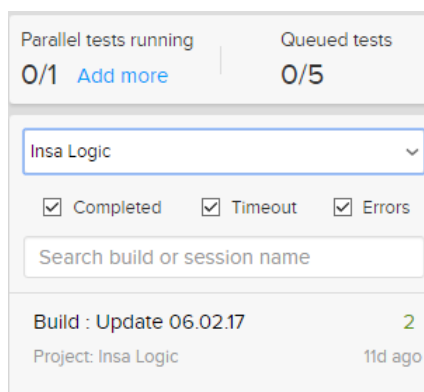 Parallel tests running Queued tests
0/1 Add more 0/5
Insa Logic
Completed Timeout Errors
Search build or session name
Build : Update 06.02.17 2
Project: Insa Logic 11d ago